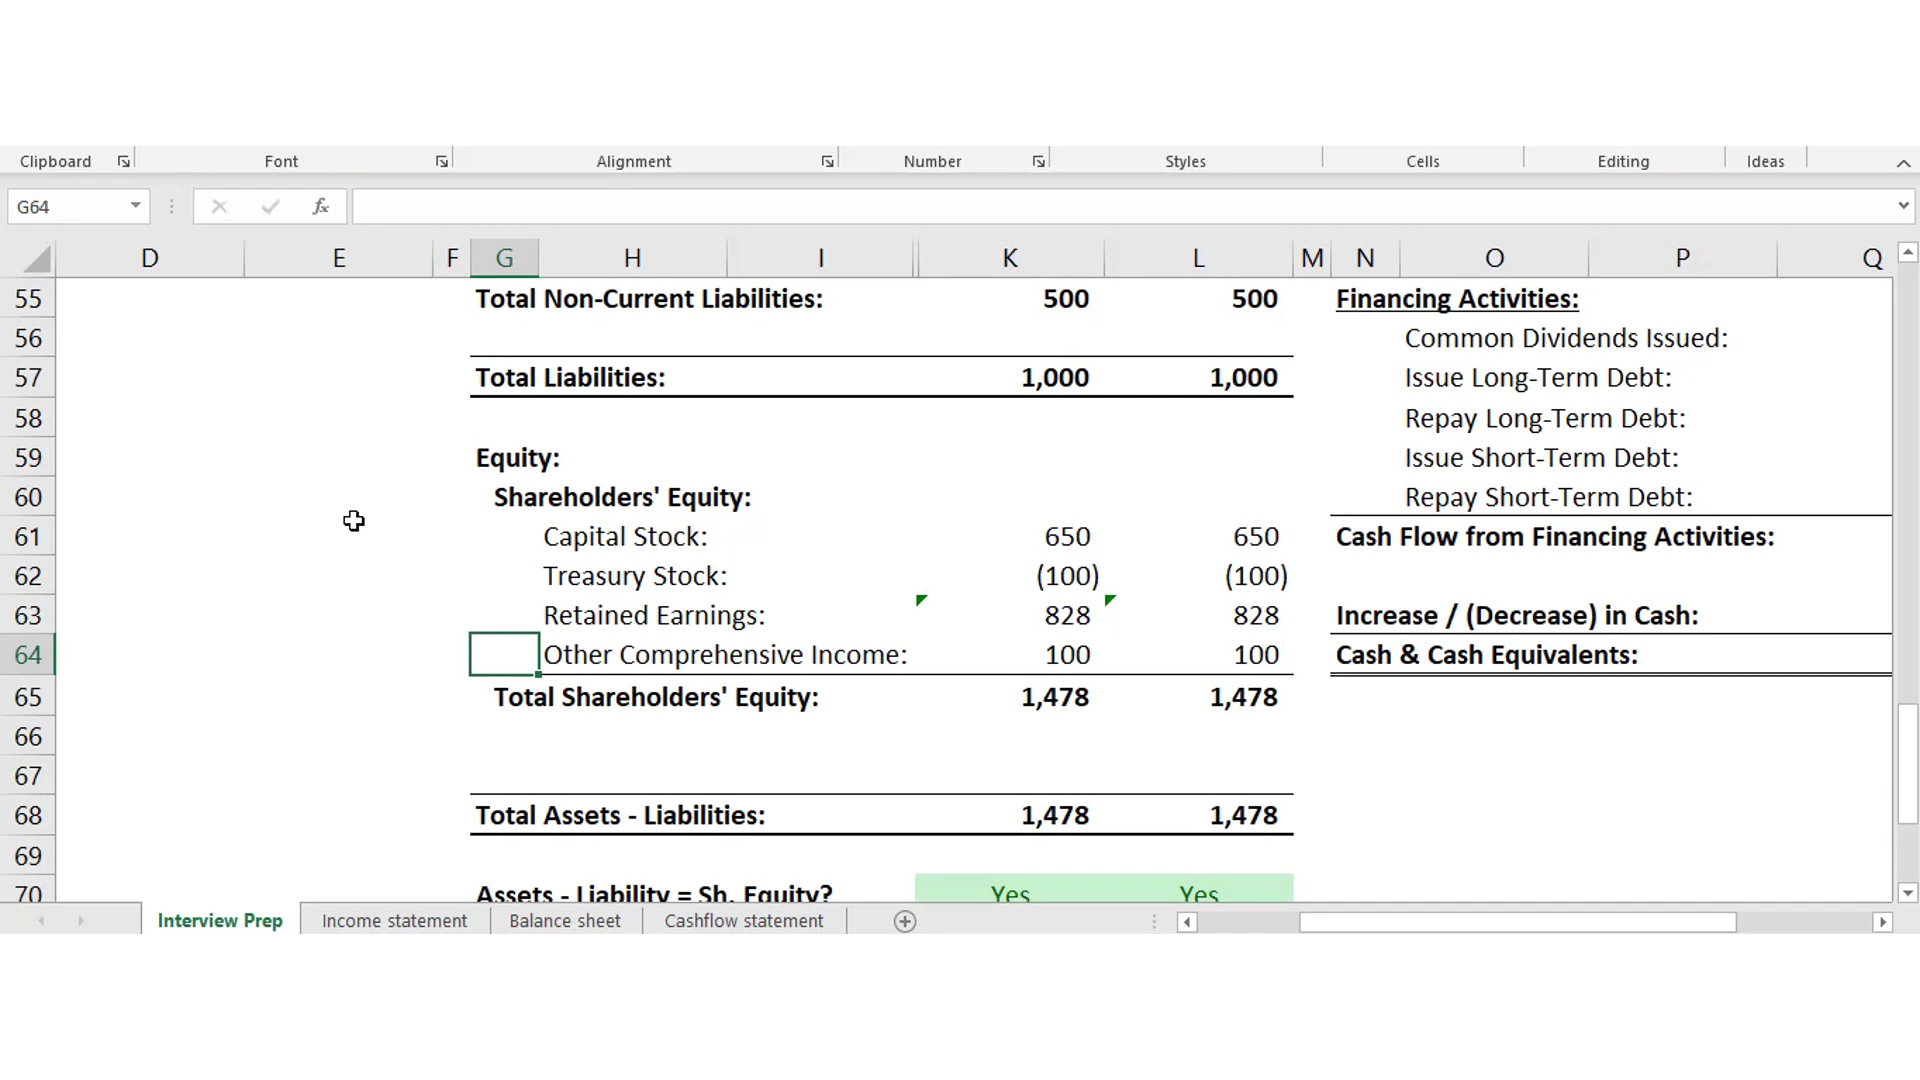 Clipboard Font Alignment Number Styles Cells Editing Ideas
G64 fx
D E F G H I K L M N O P Q
55 Total Non-Current Liabilities: 500 500 Financing Activities:
56 Common Dividends Issued:
57 Total Liabilities: 1,000 1,000 Issue Long-Term Debt:
58 Repay Long-Term Debt:
59 Equity: Issue Short-Term Debt:
60 Shareholders' Equity: Repay Short-Term Debt:
61 Capital Stock: 650 650 Cash Flow from Financing Activities:
62 Treasury Stock: (100) (100)
63 Retained Earnings: 828 828 Increase / (Decrease) in Cash:
64 Other Comprehensive Income: 100 100 Cash & Cash Equivalents:
65 Total Shareholders' Equity: 1,478 1,478
66
67
68 Total Assets - Liabilities: 1,478 1,478
69
70 Assets - Liability = Sh. Equity? Yes Yes
Interview Prep Income statement Balance sheet Cashflow statement